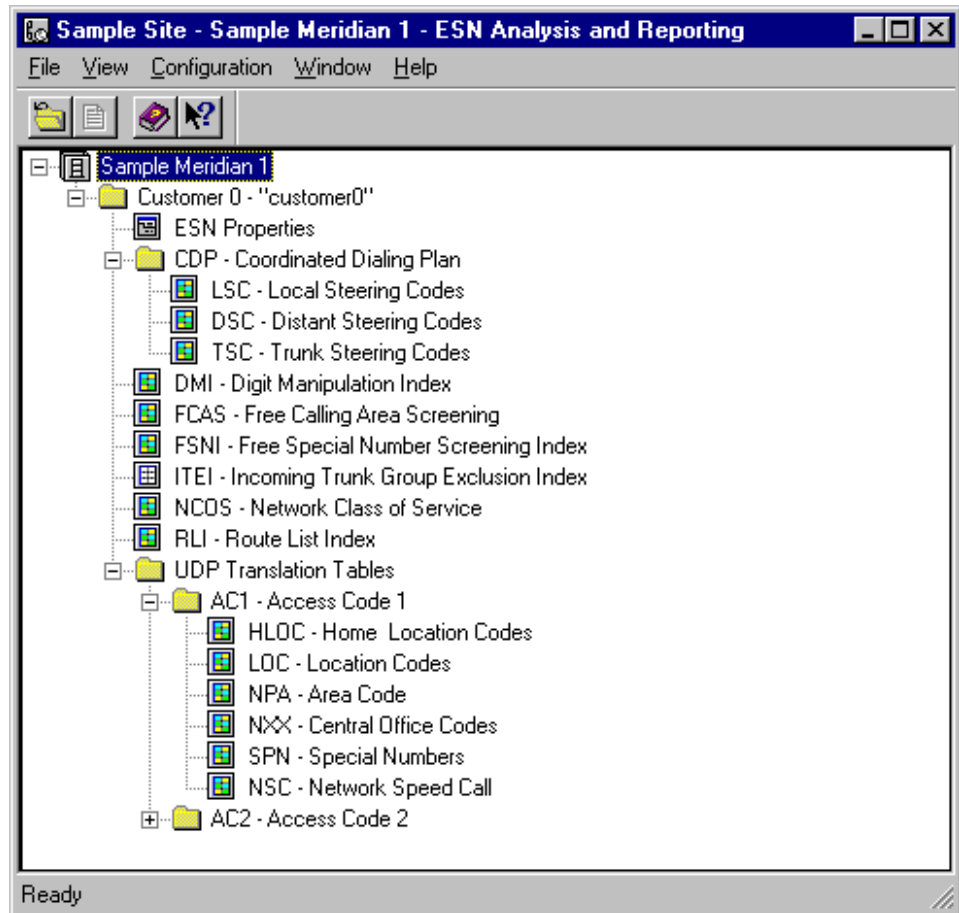 Sample Site - Sample Meridian 1 - ESN Analysis and Reporting
File View Configuration Window Help
Sample Meridian 1
Customer 0 - "customer0"
ESN Properties
CDP - Coordinated Dialing Plan
LSC - Local Steering Codes
DSC - Distant Steering Codes
TSC - Trunk Steering Codes
DMI - Digit Manipulation Index
FCAS - Free Calling Area Screening
FSNI - Free Special Number Screening Index
ITEI - Incoming Trunk Group Exclusion Index
NCOS - Network Class of Service
RLI - Route List Index
UDP Translation Tables
AC1 - Access Code 1
HLOC - Home  Location Codes
LOC - Location Codes
NPA - Area Code
NXX - Central Office Codes
SPN - Special Numbers
NSC - Network Speed Call
AC2 - Access Code 2
Ready